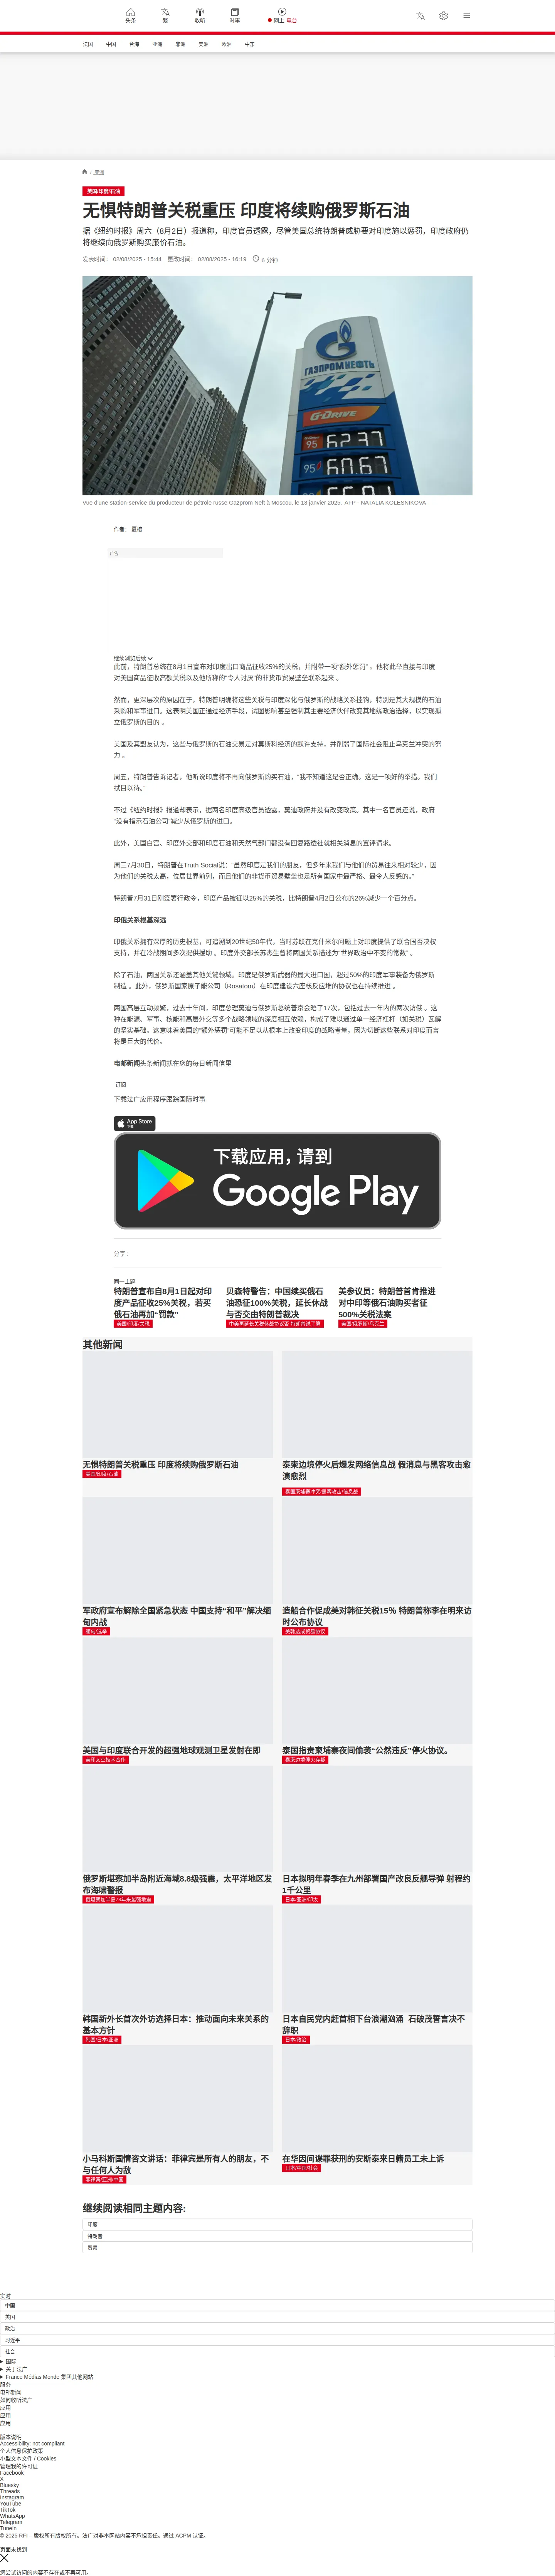 头条
繁
收听
时事
网上 电台
法国 中国 台海 亚洲 非洲 美洲 欧洲 中东
亚洲
美国/印度/石油
无惧特朗普关税重压 印度将续购俄罗斯石油
据《纽约时报》周六（8月2日）报道称，印度官员透露，尽管美国总统特朗普威胁要对印度施以惩罚，印度政府仍
将继续向俄罗斯购买廉价石油。
发表时间： 02/08/2025 - 15:44 更改时间： 02/08/2025 - 16:19 6 分钟
ГАЗПРОМНЕФТЬ
G-DRIVE
95
95
Vue d'une station-service du producteur de pétrole russe Gazprom Neft à Moscou, le 13 janvier 2025. AFP - NATALIA KOLESNIKOVA
作者： 夏榕
广告
继续浏览后续
此前，特朗普总统在8月1日宣布对印度出口商品征收25%的关税，并附带一项“额外惩罚” 。他将此举直接与印度
对美国商品征收高额关税以及他所称的“令人讨厌”的非货币贸易壁垒联系起来 。
然而，更深层次的原因在于，特朗普明确将这些关税与印度深化与俄罗斯的战略关系挂钩，特别是其大规模的石油
采购和军事进口。这表明美国正通过经济手段，试图影响甚至强制其主要经济伙伴改变其地缘政治选择，以实现孤
立俄罗斯的目的 。
美国及其盟友认为，这些与俄罗斯的石油交易是对莫斯科经济的默许支持，并削弱了国际社会阻止乌克兰冲突的努
力 。
周五，特朗普告诉记者，他听说印度将不再向俄罗斯购买石油，“我不知道这是否正确。这是一项好的举措。我们
拭目以待。”
不过《纽约时报》报道却表示，据两名印度高级官员透露，莫迪政府并没有改变政策。其中一名官员还说，政府
“没有指示石油公司”减少从俄罗斯的进口。
此外，美国白宫、印度外交部和印度石油和天然气部门都没有回复路透社就相关消息的置评请求。
周三7月30日，特朗普在Truth Social说：“虽然印度是我们的朋友，但多年来我们与他们的贸易往来相对较少，因
为他们的关税太高，位居世界前列，而且他们的非货币贸易壁垒也是所有国家中最严格、最令人反感的。”
特朗普7月31日刚签署行政令，印度产品被征以25%的关税，比特朗普4月2日公布的26%减少一个百分点。
印俄关系根基深远
印俄关系拥有深厚的历史根基，可追溯到20世纪50年代，当时苏联在克什米尔问题上对印度提供了联合国否决权
支持，并在冷战期间多次提供援助 。印度外交部长苏杰生曾将两国关系描述为“世界政治中不变的常数” 。
除了石油，两国关系还涵盖其他关键领域。印度是俄罗斯武器的最大进口国，超过50%的印度军事装备为俄罗斯
制造 。此外，俄罗斯国家原子能公司（Rosatom）在印度建设六座核反应堆的协议也在持续推进 。
两国高层互动频繁，过去十年间，印度总理莫迪与俄罗斯总统普京会晤了17次，包括过去一年内的两次访俄 。这
种在能源、军事、核能和高层外交等多个战略领域的深度相互依赖，构成了难以通过单一经济杠杆（如关税）瓦解
的坚实基础。这意味着美国的“额外惩罚”可能不足以从根本上改变印度的战略考量，因为切断这些联系对印度而言
将是巨大的代价。
电邮新闻头条新闻就在您的每日新闻信里
订阅
下载法广应用程序跟踪国际时事
App Store
下载
下载应用，请到
Google Play
分享 :
同一主题
特朗普宣布自8月1日起对印
度产品征收25%关税，若买
俄石油再加“罚款”
美国/印度/关税
贝森特警告：中国续买俄石
油恐征100%关税，延长休战
与否交由特朗普裁决
中美再延长关税休战协议否 特朗普说了算
美参议员：特朗普首肯推进
对中印等俄石油购买者征
500%关税法案
美国/俄罗斯/乌克兰
其他新闻
无惧特朗普关税重压 印度将续购俄罗斯石油
美国/印度/石油
泰柬边境停火后爆发网络信息战 假消息与黑客攻击愈
演愈烈
泰国柬埔寨冲突/黑客攻击/信息战
军政府宣布解除全国紧急状态 中国支持“和平”解决缅
甸内战
缅甸/选举
造船合作促成美对韩征关税15％ 特朗普称李在明来访
时公布协议
美韩达成贸易协议
美国与印度联合开发的超强地球观测卫星发射在即
美印太空技术合作
泰国指责柬埔寨夜间偷袭“公然违反”停火协议。
泰柬边境停火存疑
俄罗斯堪察加半岛附近海域8.8级强震，太平洋地区发
布海啸警报
俄堪察加半岛73年来最强地震
日本拟明年春季在九州部署国产改良反舰导弹 射程约
1千公里
日本/亚洲/印太
韩国新外长首次外访选择日本：推动面向未来关系的
基本方针
韩国/日本/亚洲
日本自民党内赶首相下台浪潮汹涌 石破茂誓言决不
辞职
日本/政治
小马科斯国情咨文讲话：菲律宾是所有人的朋友，不
与任何人为敌
菲律宾/亚洲/中国
在华因间谍罪获刑的安斯泰来日籍员工未上诉
日本/中国/社会
继续阅读相同主题内容:
印度
特朗普
贸易
实时
中国
美国
政治
习近平
社会
国际
关于法广
France Médias Monde 集团其他网站
服务
电邮新闻
如何收听法广
应用
应用
应用
版本说明
Accessibility: not compliant
个人信息保护政策
小型文本文件 / Cookies
管理我的许可证
Facebook
X
Bluesky
Threads
Instagram
YouTube
TikTok
WhatsApp
Telegram
TuneIn
© 2025 RFI – 版权所有版权所有。法广对非本网站内容不承担责任。通过 ACPM 认证。
页面未找到
您尝试访问的内容不存在或不再可用。